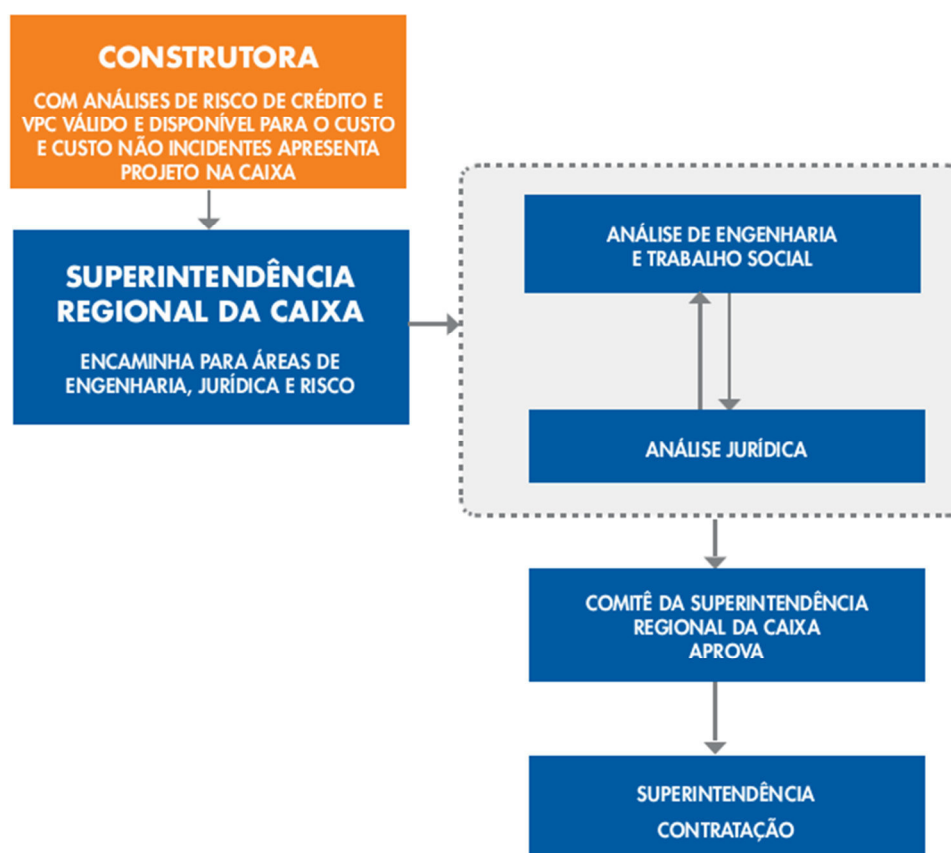 CONSTRUTORA
COM ANÁLISES DE RISCO DE CRÉDITO E
VPC VÁLIDO E DISPONÍVEL PARA O CUSTO
E CUSTO NÃO INCIDENTES APRESENTA
PROJETO NA CAIXA
SUPERINTENDÊNCIA
REGIONAL DA CAIXA
ENCAMINHA PARA ÁREAS DE
ENGENHARIA, JURÍDICA E RISCO
ANÁLISE DE ENGENHARIA
E TRABALHO SOCIAL
ANÁLISE JURÍDICA
COMITÊ DA SUPERINTENDÊNCIA
REGIONAL DA CAIXA
APROVA
SUPERINTENDÊNCIA
CONTRATAÇÃO